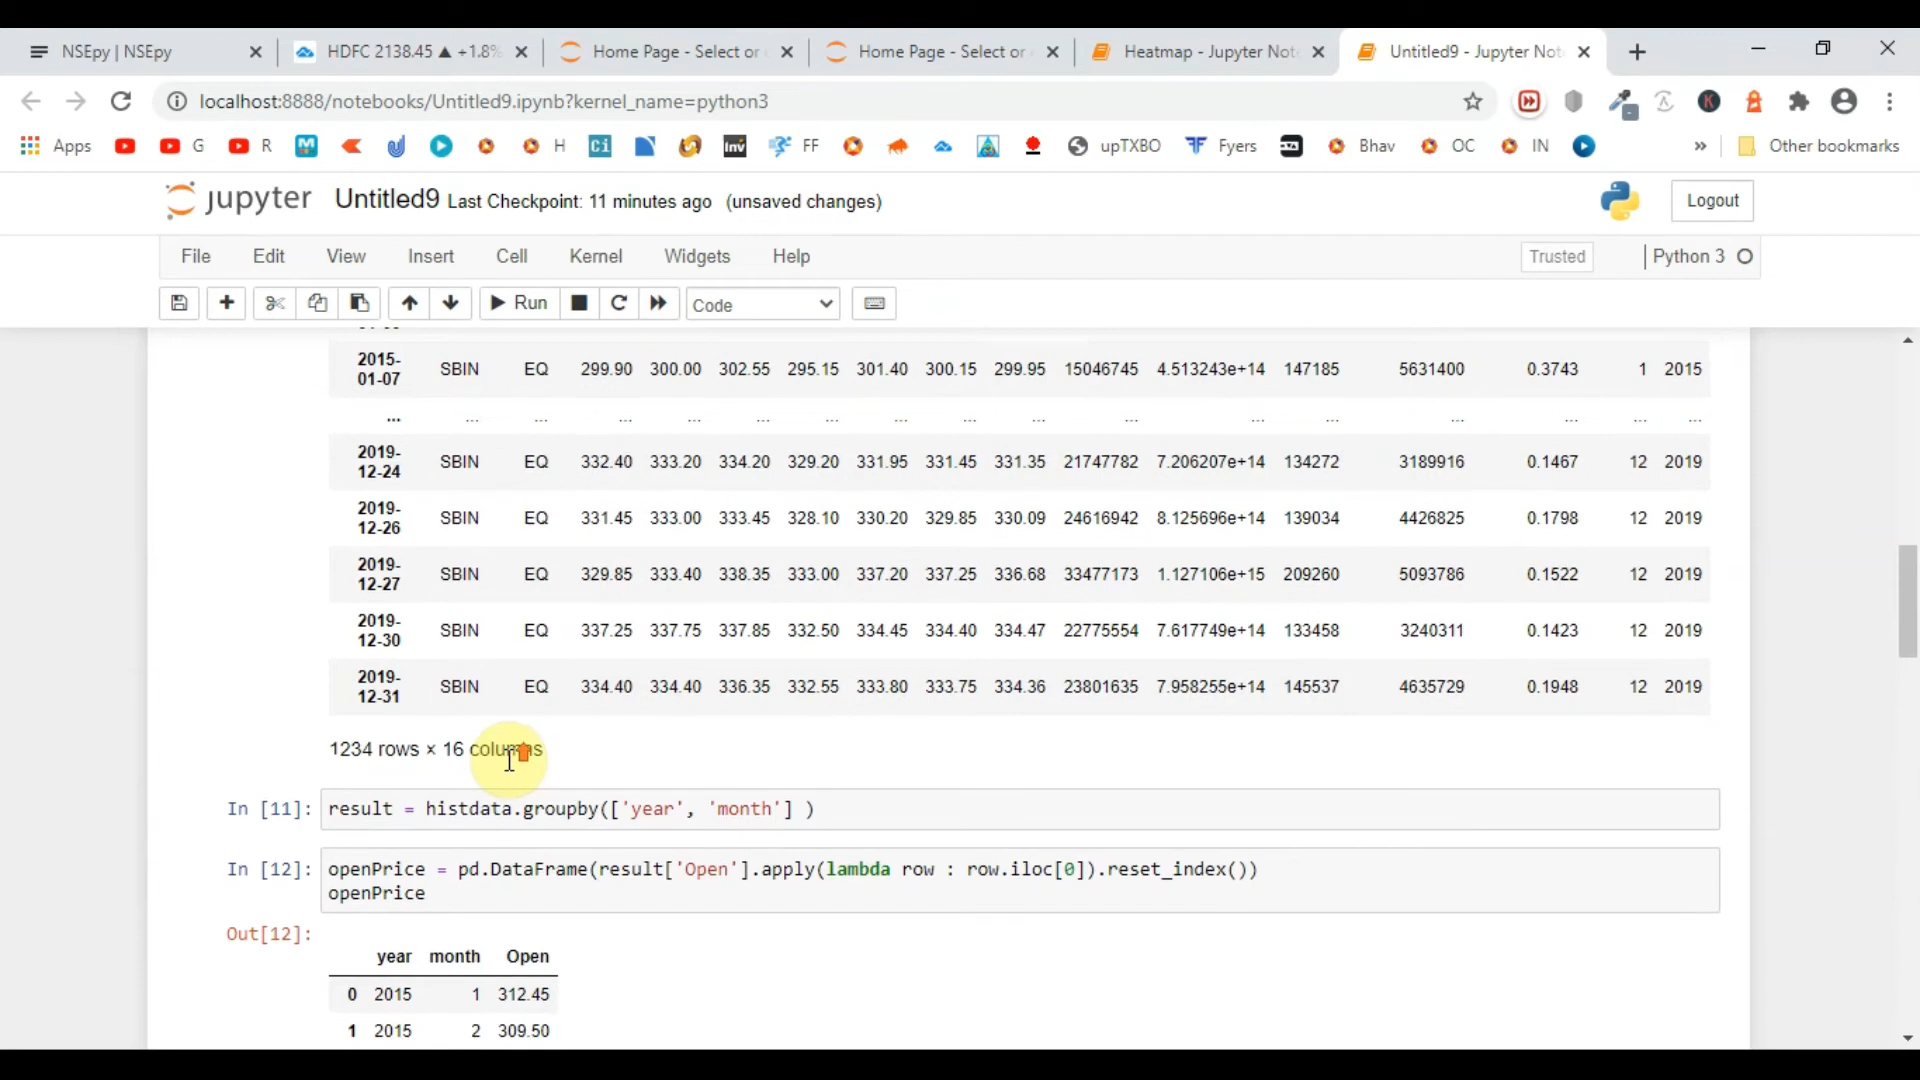 NSEpy | NSEpy
HDFC 2138.45 ▲ +1.8%
Home Page - Select or
Home Page - Select or
Heatmap - Jupyter Not
Untitled9 - Jupyter Not
localhost:8888/notebooks/Untitled9.ipynb?kernel_name=python3
Apps G R M Ci Inv H FF upTXBO Fyers Bhav OC IN » Other bookmarks
jupyter Untitled9 Last Checkpoint: 11 minutes ago (unsaved changes) Logout
File Edit View Insert Cell Kernel Widgets Help Trusted Python 3
Run Code
2015-01-07 SBIN EQ 299.90 300.00 302.55 295.15 301.40 300.15 299.95 15046745 4.513243e+14 147185 5631400 0.3743 1 2015
... ... ... ... ... ... ... ... ... ... ... ... ... ... ... ...
2019-12-24 SBIN EQ 332.40 333.20 334.20 329.20 331.95 331.45 331.35 21747782 7.206207e+14 134272 3189916 0.1467 12 2019
2019-12-26 SBIN EQ 331.45 333.00 333.45 328.10 330.20 329.85 330.09 24616942 8.125696e+14 139034 4426825 0.1798 12 2019
2019-12-27 SBIN EQ 329.85 333.40 338.35 333.00 337.20 337.25 336.68 33477173 1.127106e+15 209260 5093786 0.1522 12 2019
2019-12-30 SBIN EQ 337.25 337.75 337.85 332.50 334.45 334.40 334.47 22775554 7.617749e+14 133458 3240311 0.1423 12 2019
2019-12-31 SBIN EQ 334.40 334.40 336.35 332.55 333.80 333.75 334.36 23801635 7.958255e+14 145537 4635729 0.1948 12 2019
1234 rows × 16 columns
In [11]: result = histdata.groupby(['year', 'month'] )
In [12]: openPrice = pd.DataFrame(result['Open'].apply(lambda row : row.iloc[0]).reset_index())
openPrice
Out[12]:
year month Open
0 2015 1 312.45
1 2015 2 309.50